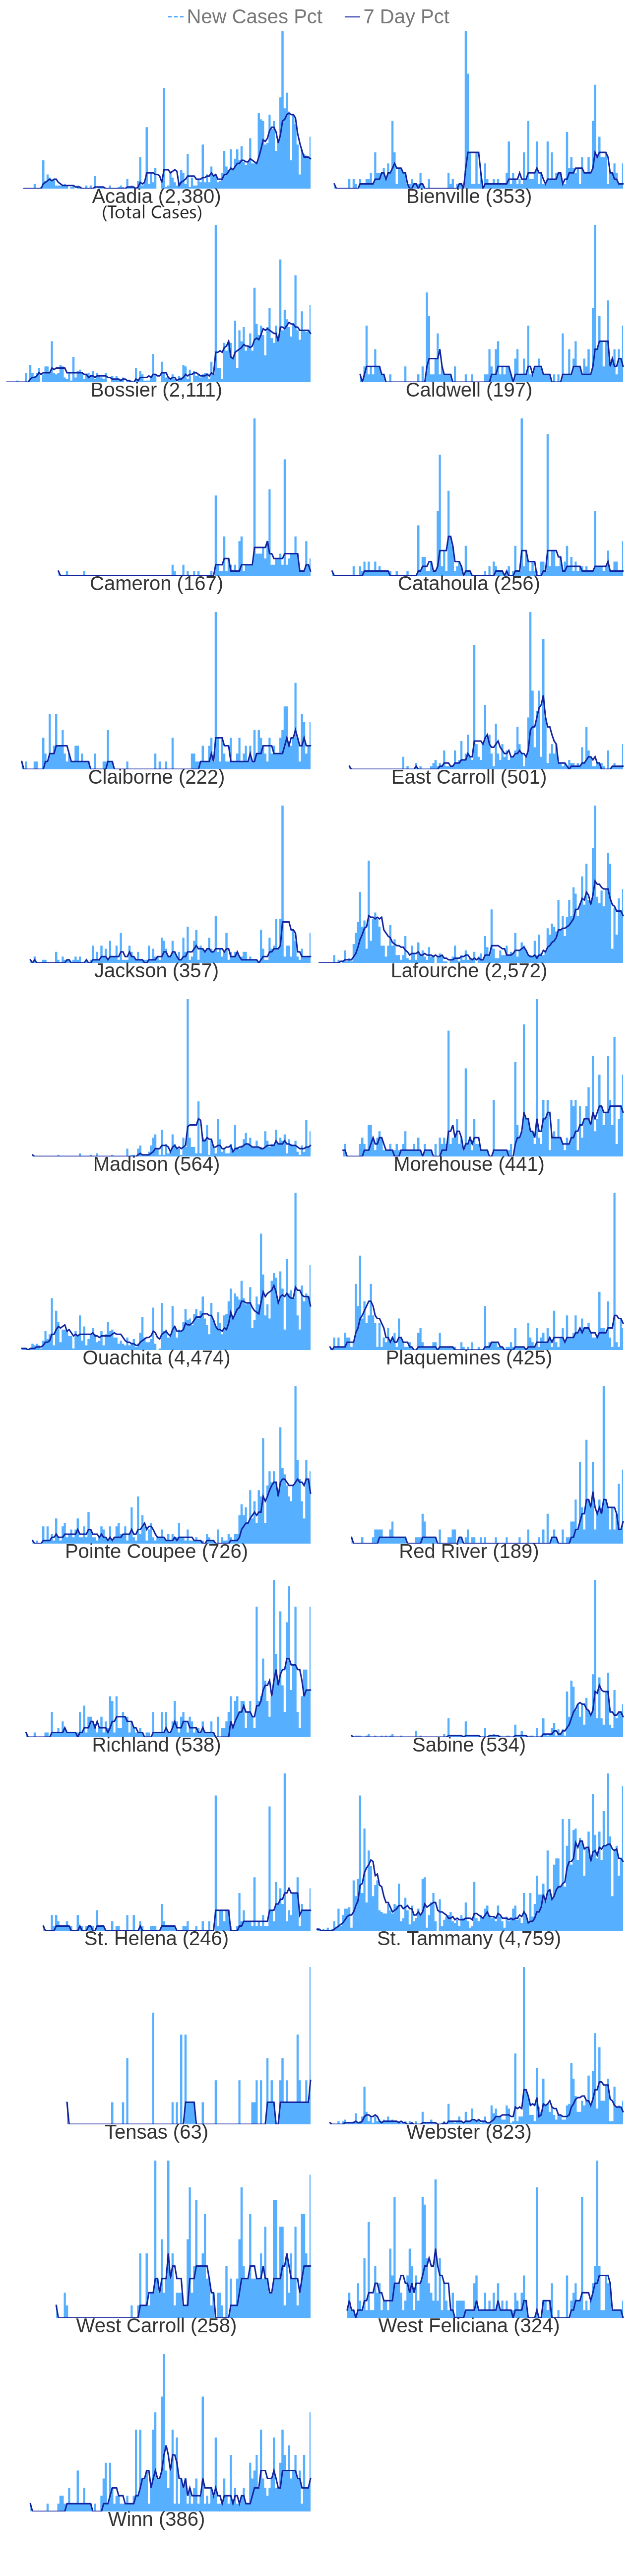 New Cases Pct 7 Day Pct
Acadia (2,380) Bienville (353)
(Total Cases)
Bossier (2,111) Caldwell (197)
Cameron (167) Catahoula (256)
Claiborne (222) East Carroll (501)
Jackson (357) Lafourche (2,572)
Madison (564) Morehouse (441)
Ouachita (4,474) Plaquemines (425)
Pointe Coupee (726) Red River (189)
Richland (538) Sabine (534)
St. Helena (246) St. Tammany (4,759)
Tensas (63) Webster (823)
West Carroll (258) West Feliciana (324)
Winn (386)